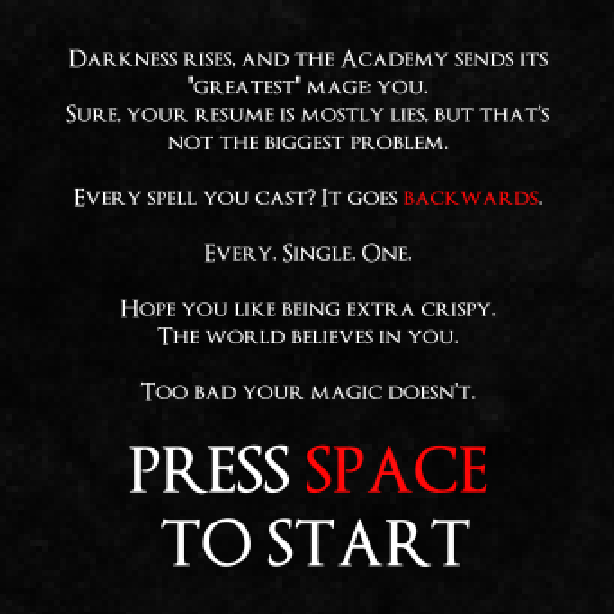 Darkness rises, and the Academy sends its
"greatest" mage: you.
Sure, your resume is mostly lies, but that's
not the biggest problem.
Every spell you cast? It goes backwards.
Every. Single. One.
Hope you like being extra crispy.
The world believes in you.
Too bad your magic doesn't.
PRESS SPACE
TO START